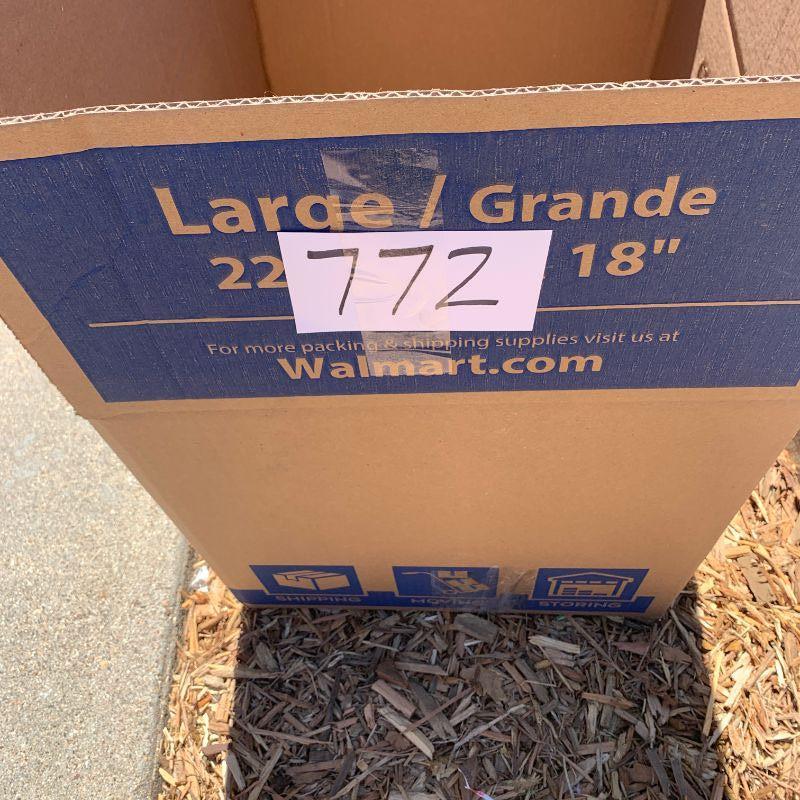 Large / Grande
22 18"
772
For more packing & shipping supplies visit us at
Walmart.com
SHIPPING MOVING STORING